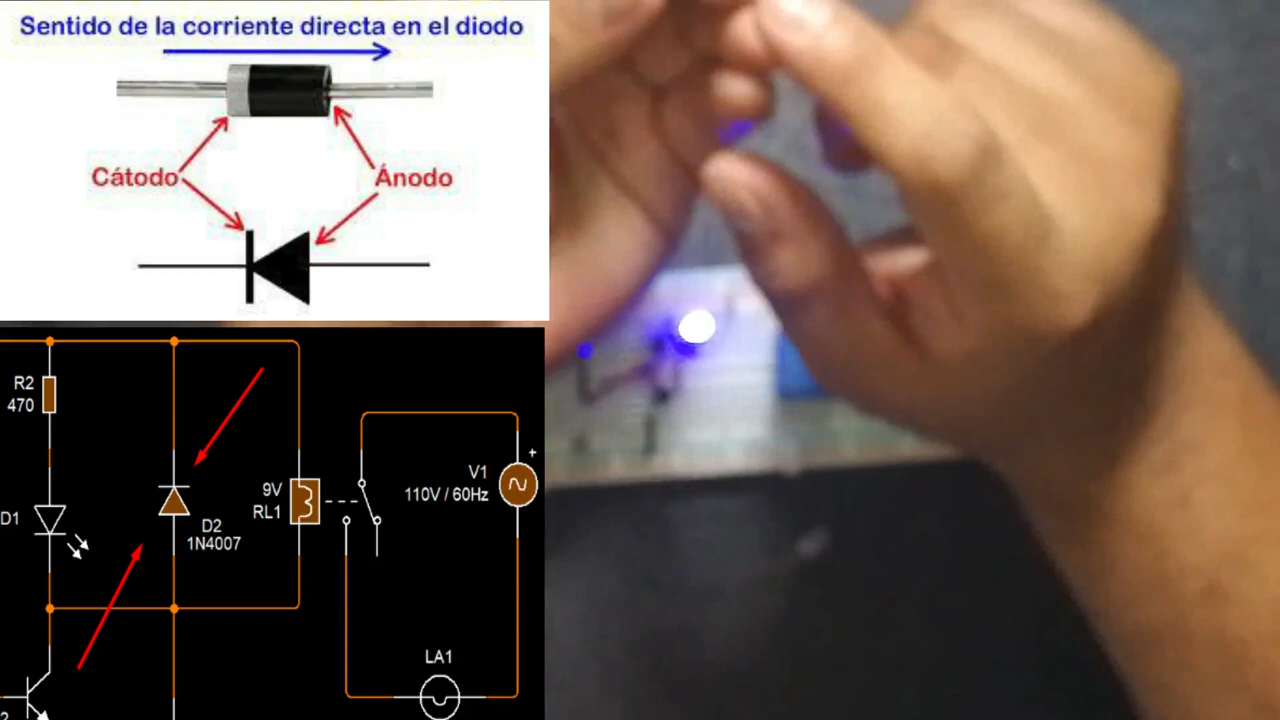 Sentido de la corriente directa en el diodo
Cátodo
Ánodo
R2
470
D1
D2
1N4007
9V
RL1
V1
110V / 60Hz
+
LA1
2